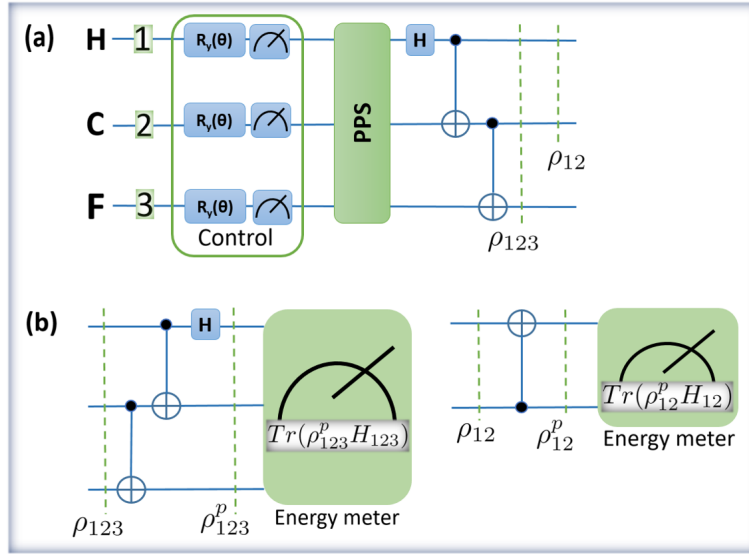 (a)
H 1 R_y(θ) H
C 2 R_y(θ) PPS
F 3 R_y(θ)
Control
ρ_12
ρ_123
(b)
H
Tr(ρ^p_123 H_123)
Energy meter
ρ_123 ρ^p_123
Tr(ρ^p_12 H_12)
Energy meter
ρ_12 ρ^p_12